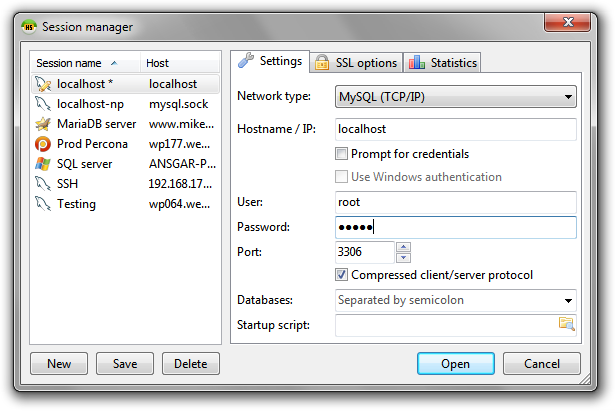 HS Session manager
Session name Host
localhost * localhost
localhost-np mysql.sock
MariaDB server www.mike...
Prod Percona wp177.we...
SQL server ANSGAR-P...
SSH 192.168.17...
Testing wp064.we...
Settings SSL options Statistics
Network type: MySQL (TCP/IP)
Hostname / IP: localhost
Prompt for credentials
Use Windows authentication
User: root
Password: ●●●●●
Port: 3306
Compressed client/server protocol
Databases: Separated by semicolon
Startup script:
New Save Delete Open Cancel